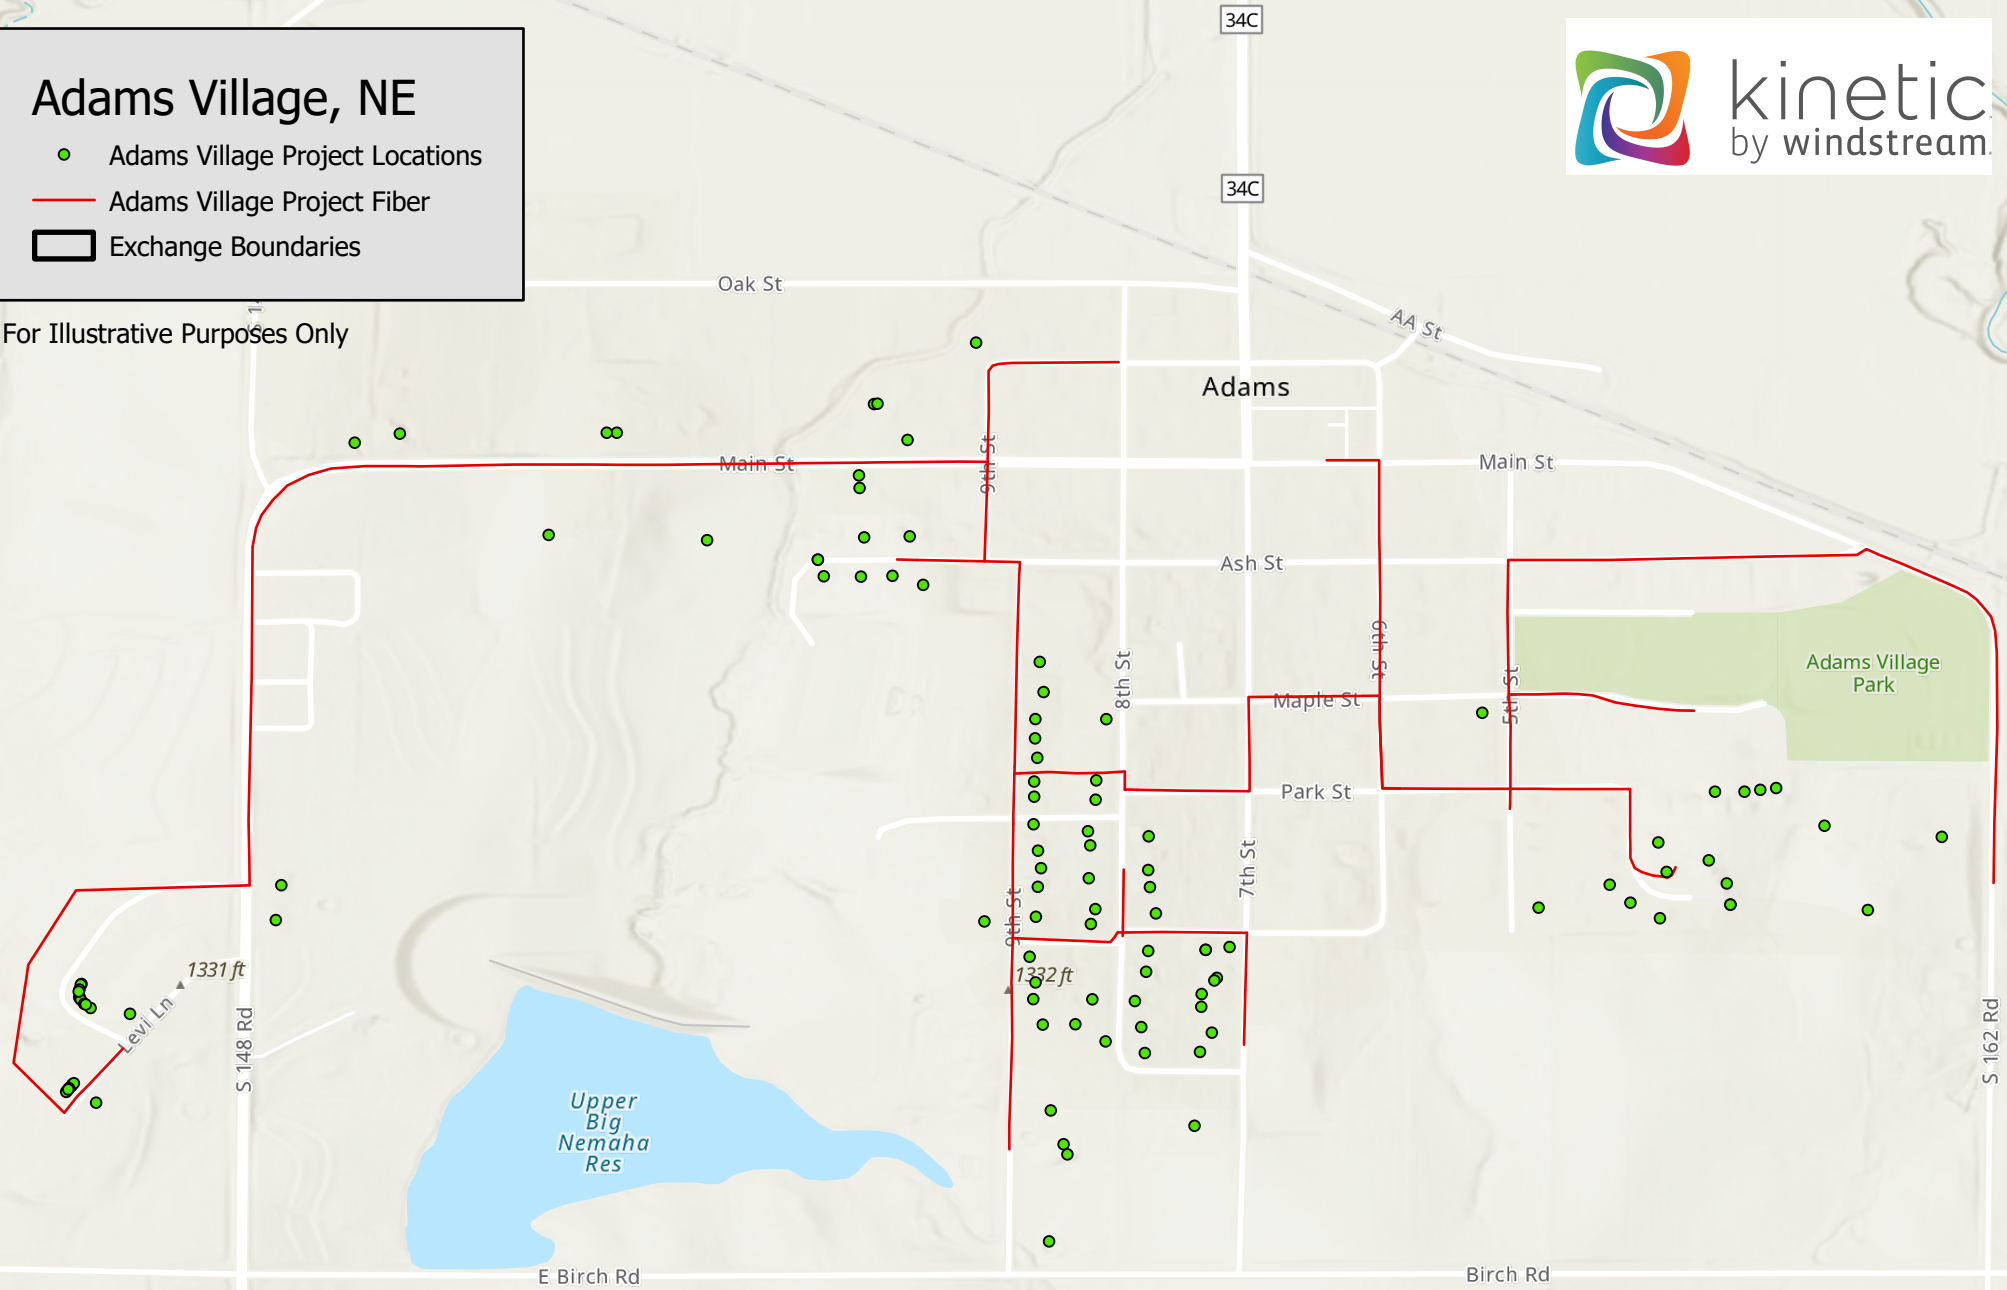 34C
kinetic
by windstream.
Adams Village, NE
Adams Village Project Locations
Adams Village Project Fiber
Exchange Boundaries
34C
Oak St
For Illustrative Purposes Only
AA St
Adams
Main St
9th St
Main St
Ash St
6th St
8th St
Maple St
5th St
Adams Village
Park
Park St
7th St
9th St
1331 ft
1332 ft
Levi Ln
S 148 Rd
S 162 Rd
Upper
Big
Nemaha
Res
E Birch Rd
Birch Rd